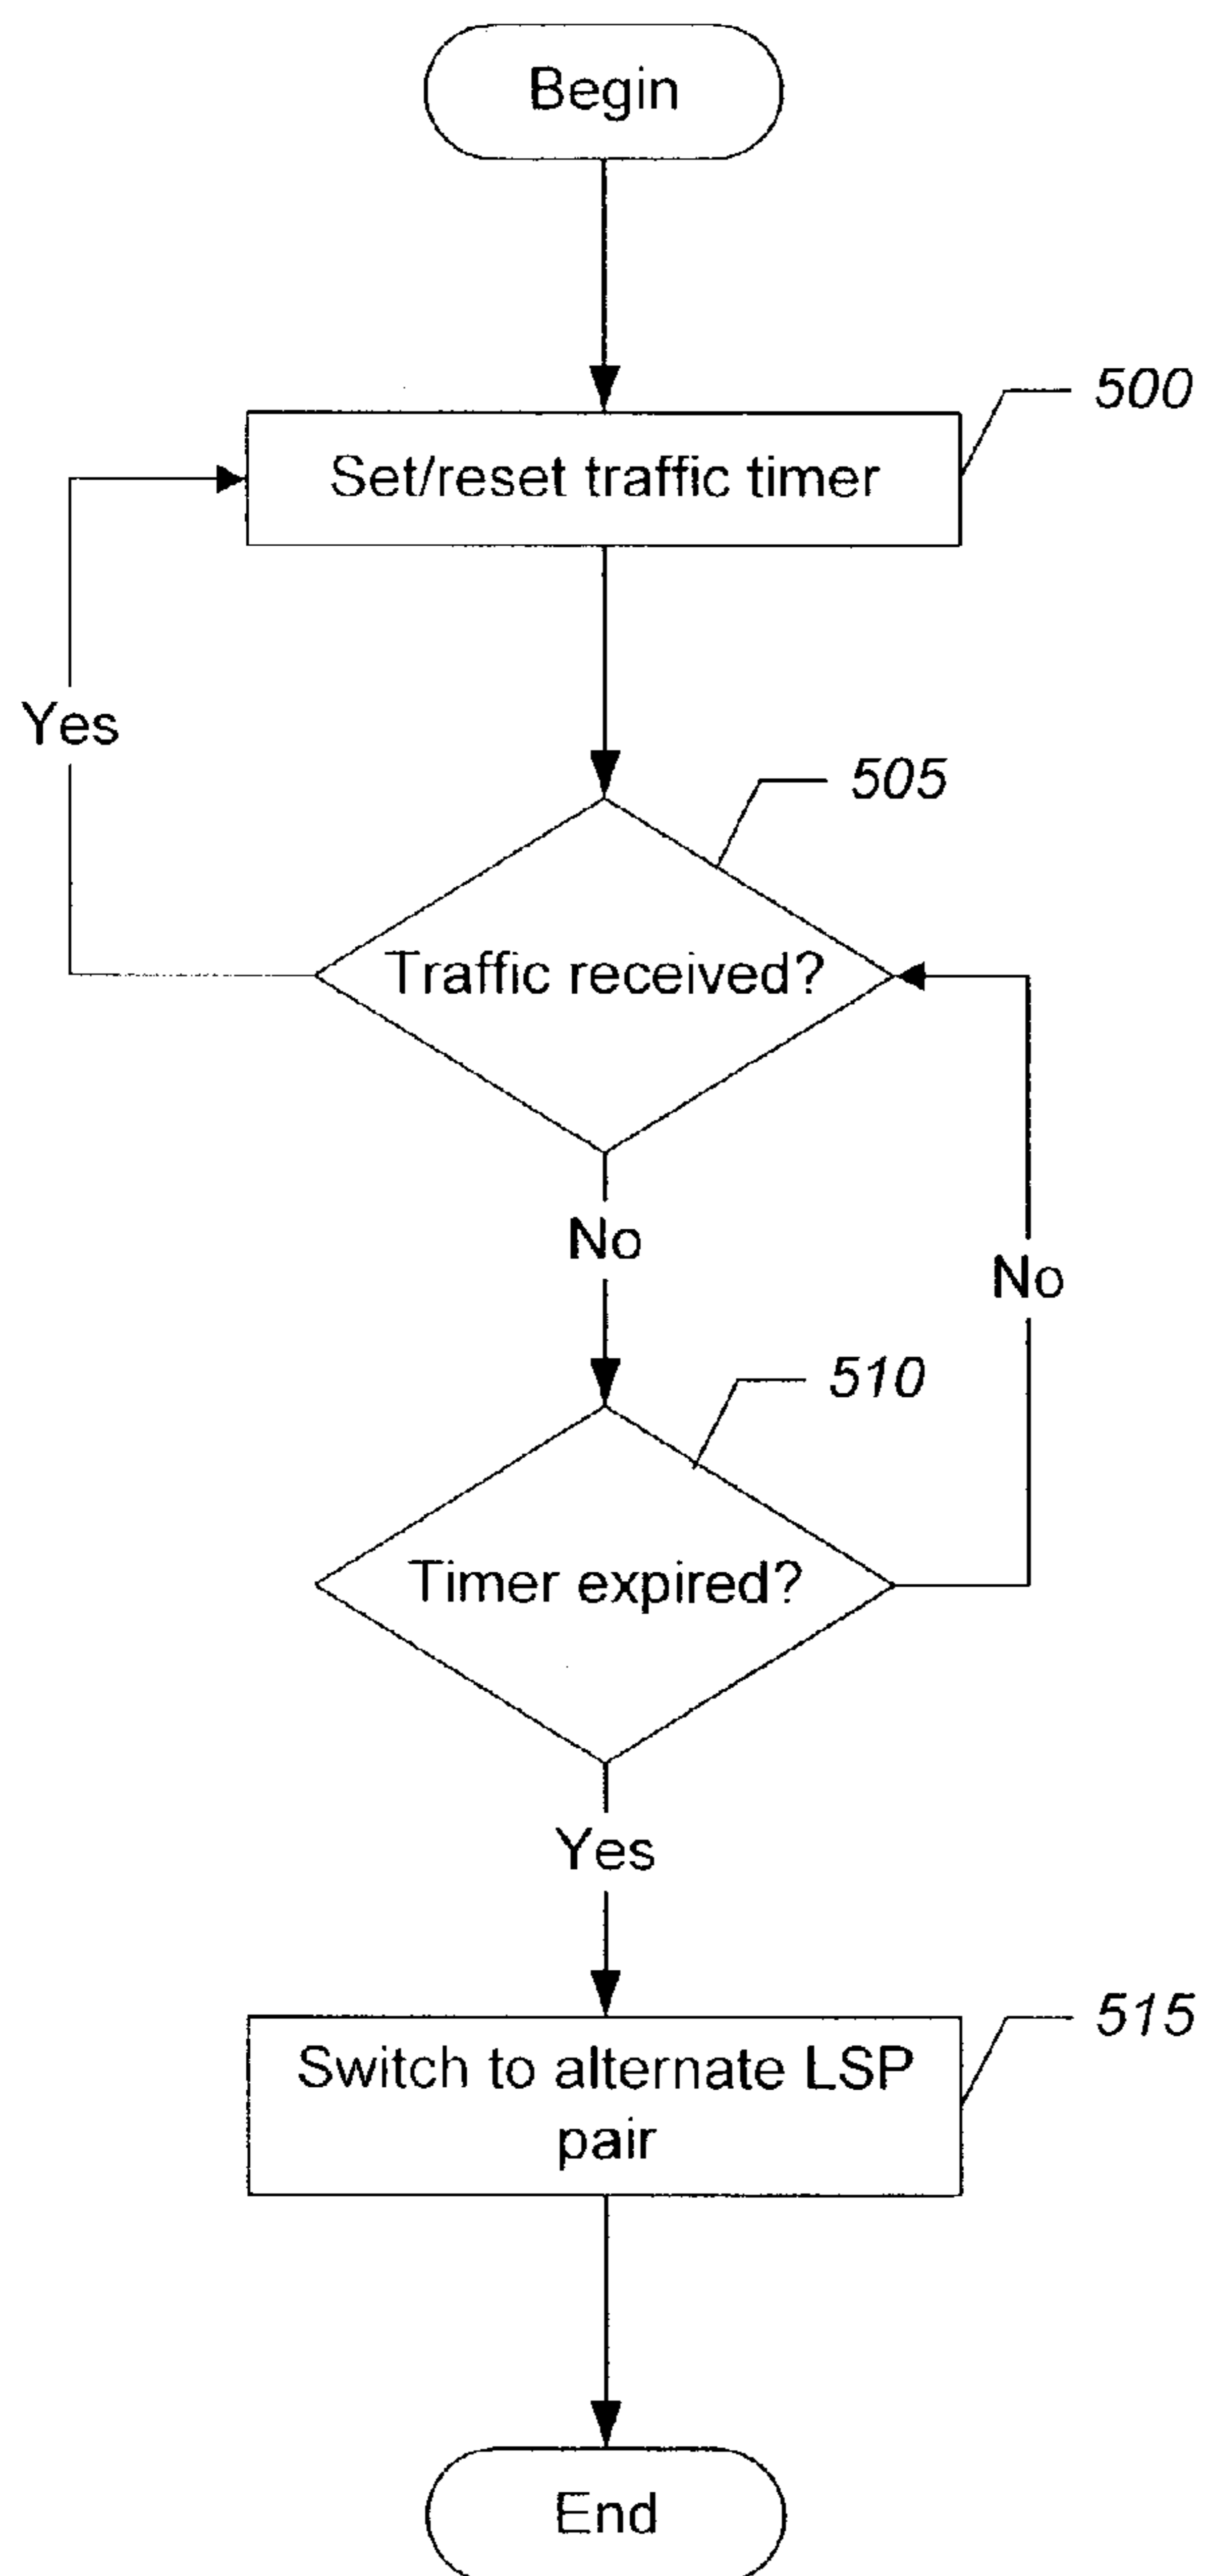 Begin
500
Set/reset traffic timer
Yes
505
Traffic received?
No
No
510
Timer expired?
Yes
515
Switch to alternate LSP
pair
End